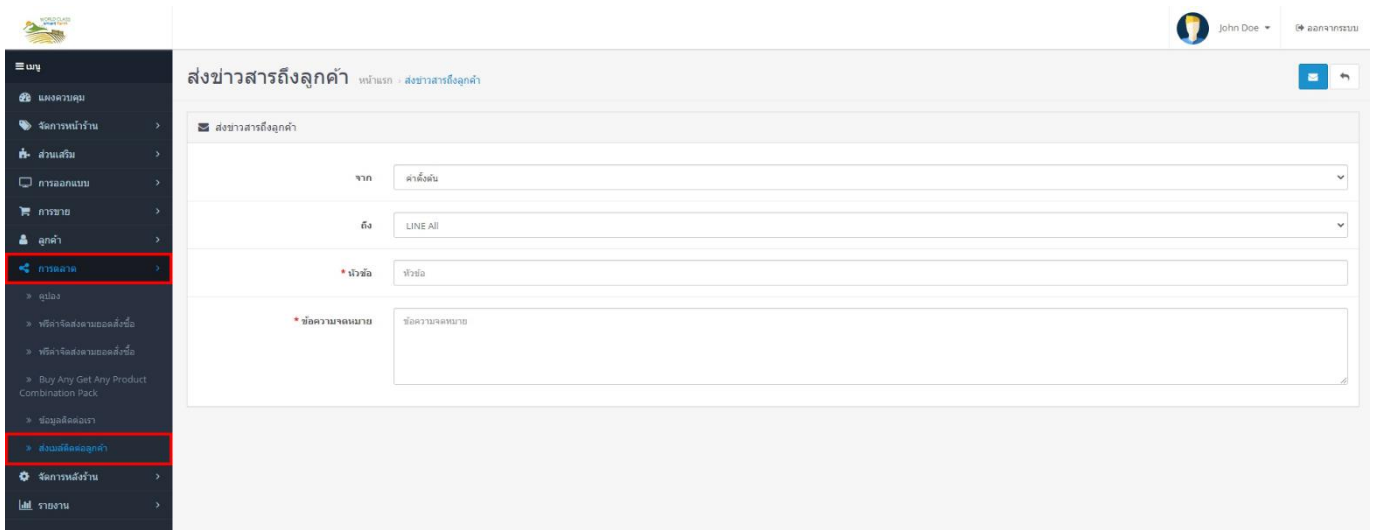 WORLD CLASS
John Doe
ออกจากระบบ
เมนู
แผงควบคุม
จัดการหน้าร้าน
ส่วนเสริม
การออกแบบ
การขาย
ลูกค้า
การตลาด
คูปอง
ฟรีค่าจัดส่งตามยอดสั่งซื้อ
ฟรีค่าจัดส่งตามยอดสั่งซื้อ
Buy Any Get Any Product
Combination Pack
ข้อมูลติดต่อเรา
ส่งเมล์ติดต่อลูกค้า
จัดการหลังร้าน
รายงาน
ส่งข่าวสารถึงลูกค้า หน้าแรก › ส่งข่าวสารถึงลูกค้า
ส่งข่าวสารถึงลูกค้า
จาก ค่าตั้งต้น
ถึง LINE All
* หัวข้อ หัวข้อ
* ข้อความจดหมาย ข้อความจดหมาย